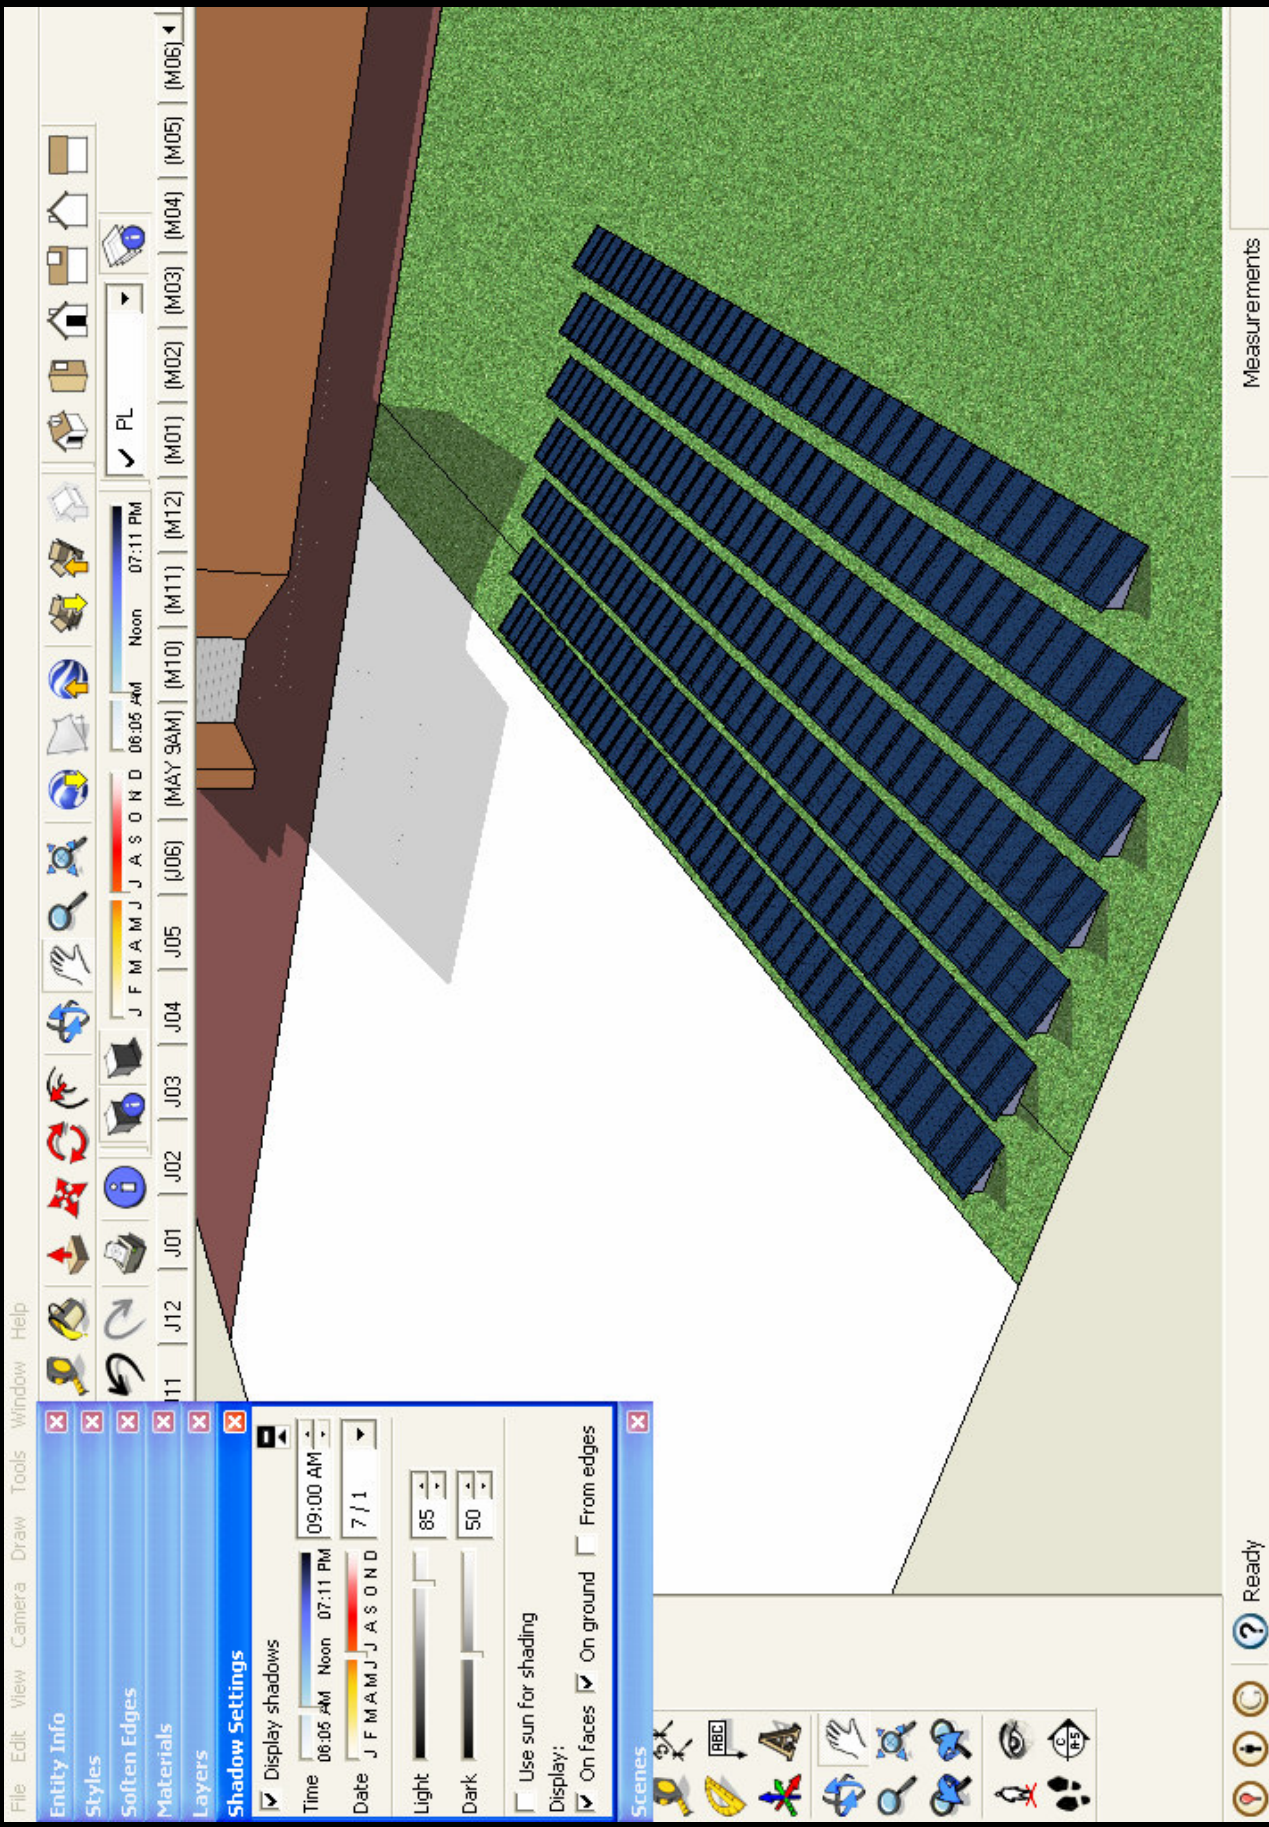 File Edit View Camera Draw Tools Window Help
J12 J01 J02 J03 J04 J05 (J06) (MAY 9AM) (M10) (M11) (M12) (M01) (M02) (M03) (M04) (M05) (M06)
J F M A M J J A S O N D
06:05 AM Noon 07:11 PM
PL
Entity Info
Styles
Soften Edges
Materials
Layers
Shadow Settings
Display shadows
Time 06:05 AM Noon 07:11 PM 09:00 AM
Date J F M A M J J A S O N D 7 / 1
Light 85
Dark 50
Use sun for shading
Display:
On faces On ground From edges
Scenes
ABC
Ready
Measurements